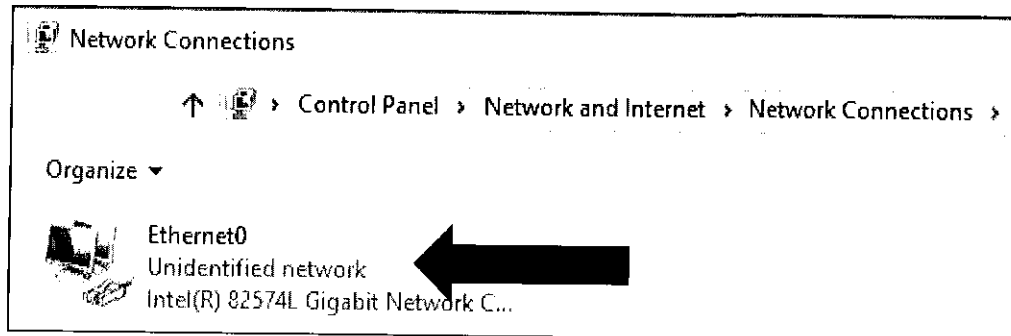 Network Connections
↑ > Control Panel > Network and Internet > Network Connections >
Organize ▼
Ethernet0
Unidentified network
Intel(R) 82574L Gigabit Network C...